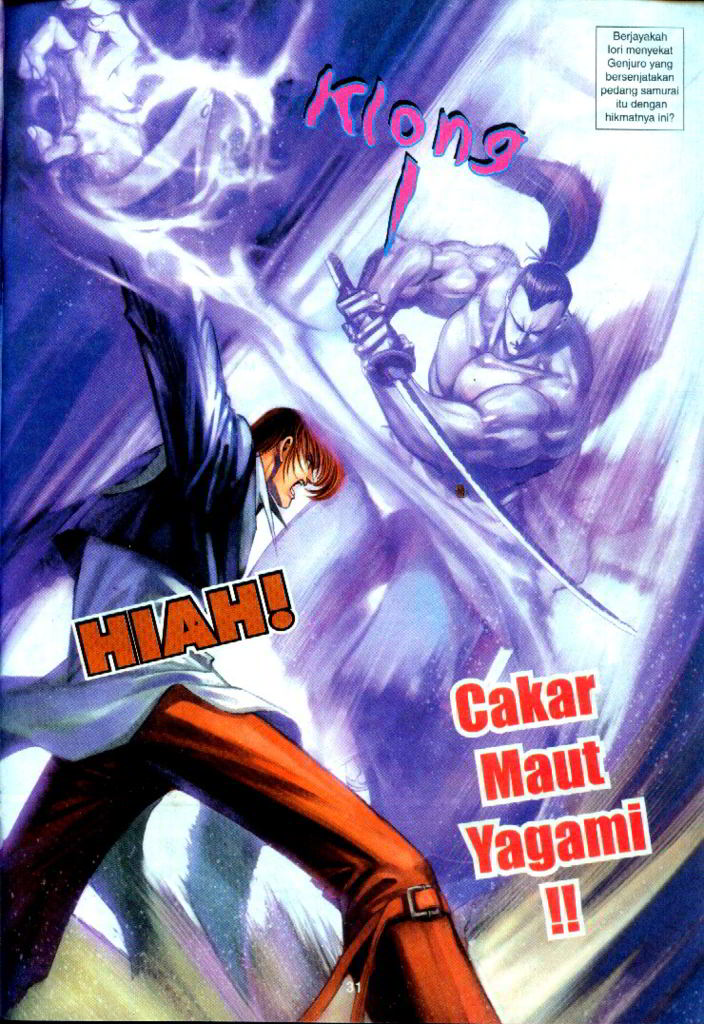 Berjayakah
Iori menyekat
Genjuro yang
bersenjatakan
pedang samurai
itu dengan
hikmatnya ini?
Klong
!
HIAH!
Cakar
Maut
Yagami
!!
31